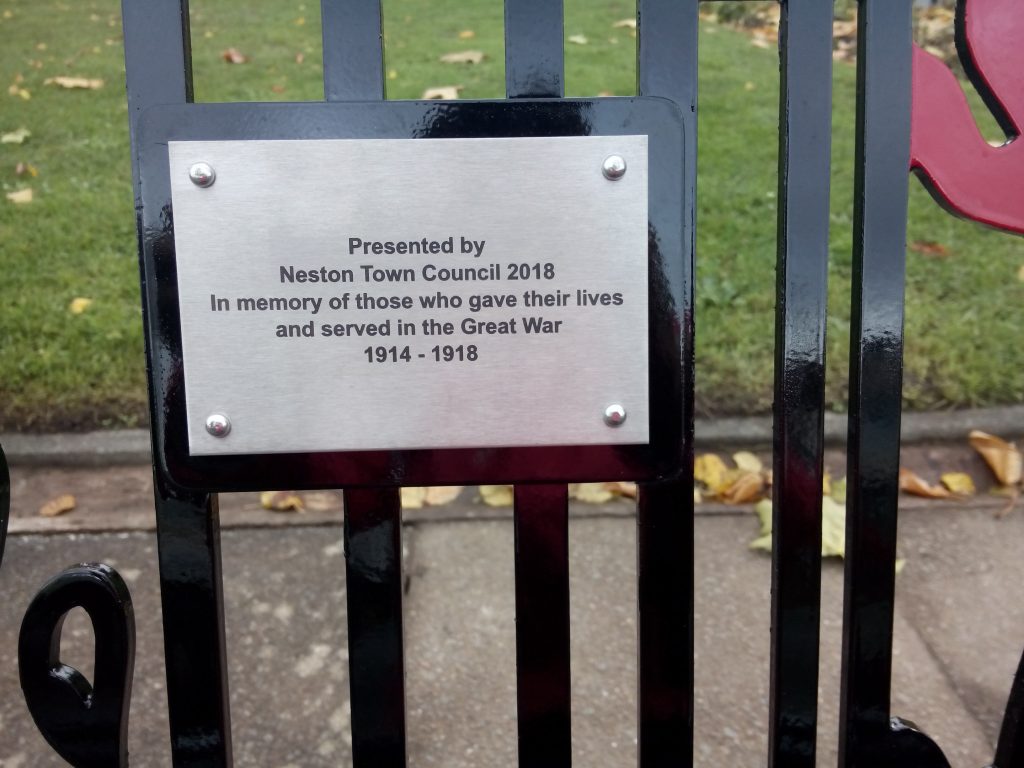 Presented by
Neston Town Council 2018
In memory of those who gave their lives
and served in the Great War
1914 - 1918